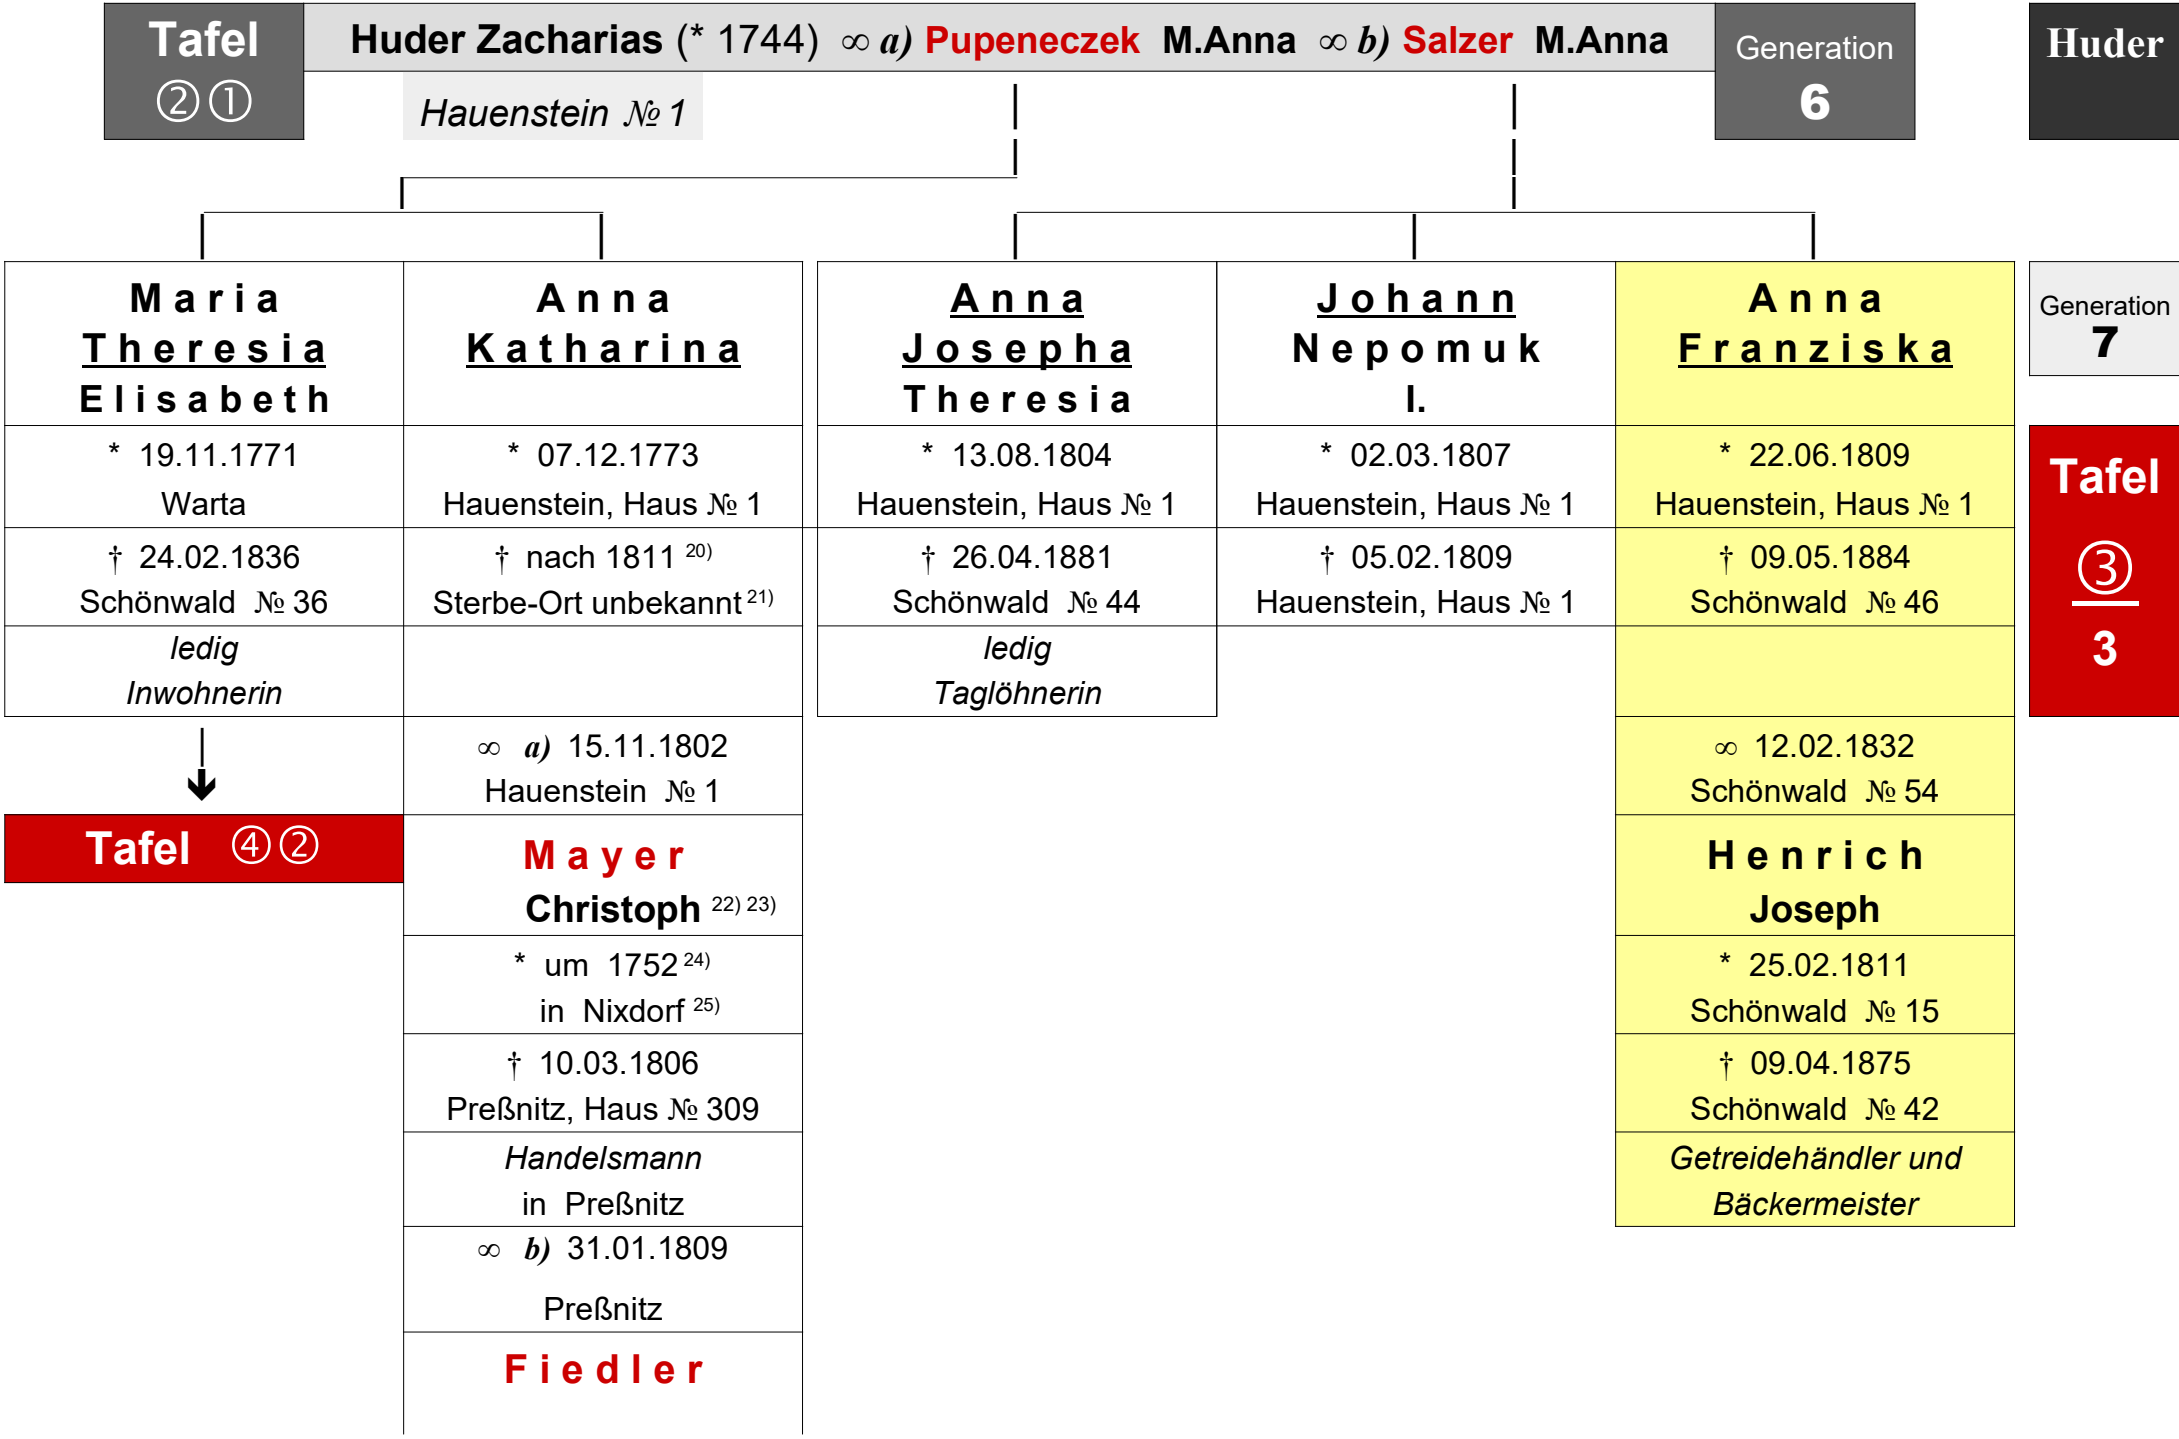 Tafel
②①
Huder Zacharias (* 1744) ∞ a) Pupeneczek M.Anna ∞ b) Salzer M.Anna
Hauenstein № 1
Generation
6
Huder
Maria
Theresia
Elisabeth
* 19.11.1771
Warta
† 24.02.1836
Schönwald № 36
ledig
Inwohnerin
Tafel ④②
Anna
Katharina
* 07.12.1773
Hauenstein, Haus № 1
† nach 1811 20)
Sterbe-Ort unbekannt 21)
∞ a) 15.11.1802
Hauenstein № 1
Mayer
Christoph 22) 23)
* um 1752 24)
in Nixdorf 25)
† 10.03.1806
Preßnitz, Haus № 309
Handelsmann
in Preßnitz
∞ b) 31.01.1809
Preßnitz
Fiedler
Anna
Josepha
Theresia
* 13.08.1804
Hauenstein, Haus № 1
† 26.04.1881
Schönwald № 44
ledig
Taglöhnerin
Johann
Nepomuk
I.
* 02.03.1807
Hauenstein, Haus № 1
† 05.02.1809
Hauenstein, Haus № 1
Anna
Franziska
* 22.06.1809
Hauenstein, Haus № 1
† 09.05.1884
Schönwald № 46
∞ 12.02.1832
Schönwald № 54
Henrich
Joseph
* 25.02.1811
Schönwald № 15
† 09.04.1875
Schönwald № 42
Getreidehändler und
Bäckermeister
Generation
7
Tafel
③
3